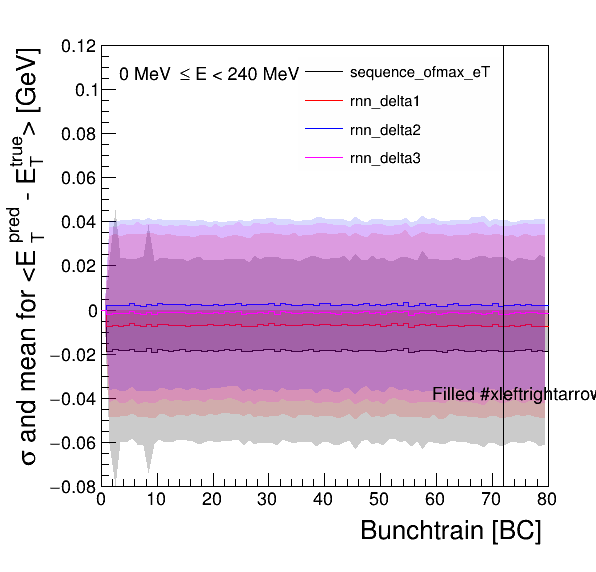 0.12
0.1
0.08
0.06
0.04
0.02
0
−0.02
−0.04
−0.06
−0.08
σ and mean for <E_T^pred - E_T^true> [GeV]
0 MeV ≤ E < 240 MeV
sequence_ofmax_eT
rnn_delta1
rnn_delta2
rnn_delta3
Filled #xleftrightarrow
0 10 20 30 40 50 60 70 80
Bunchtrain [BC]